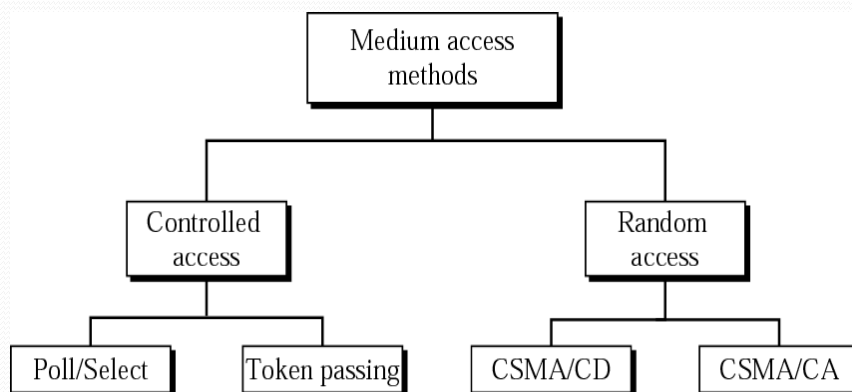 Medium access
methods
Controlled
access
Random
access
Poll/Select
Token passing
CSMA/CD
CSMA/CA